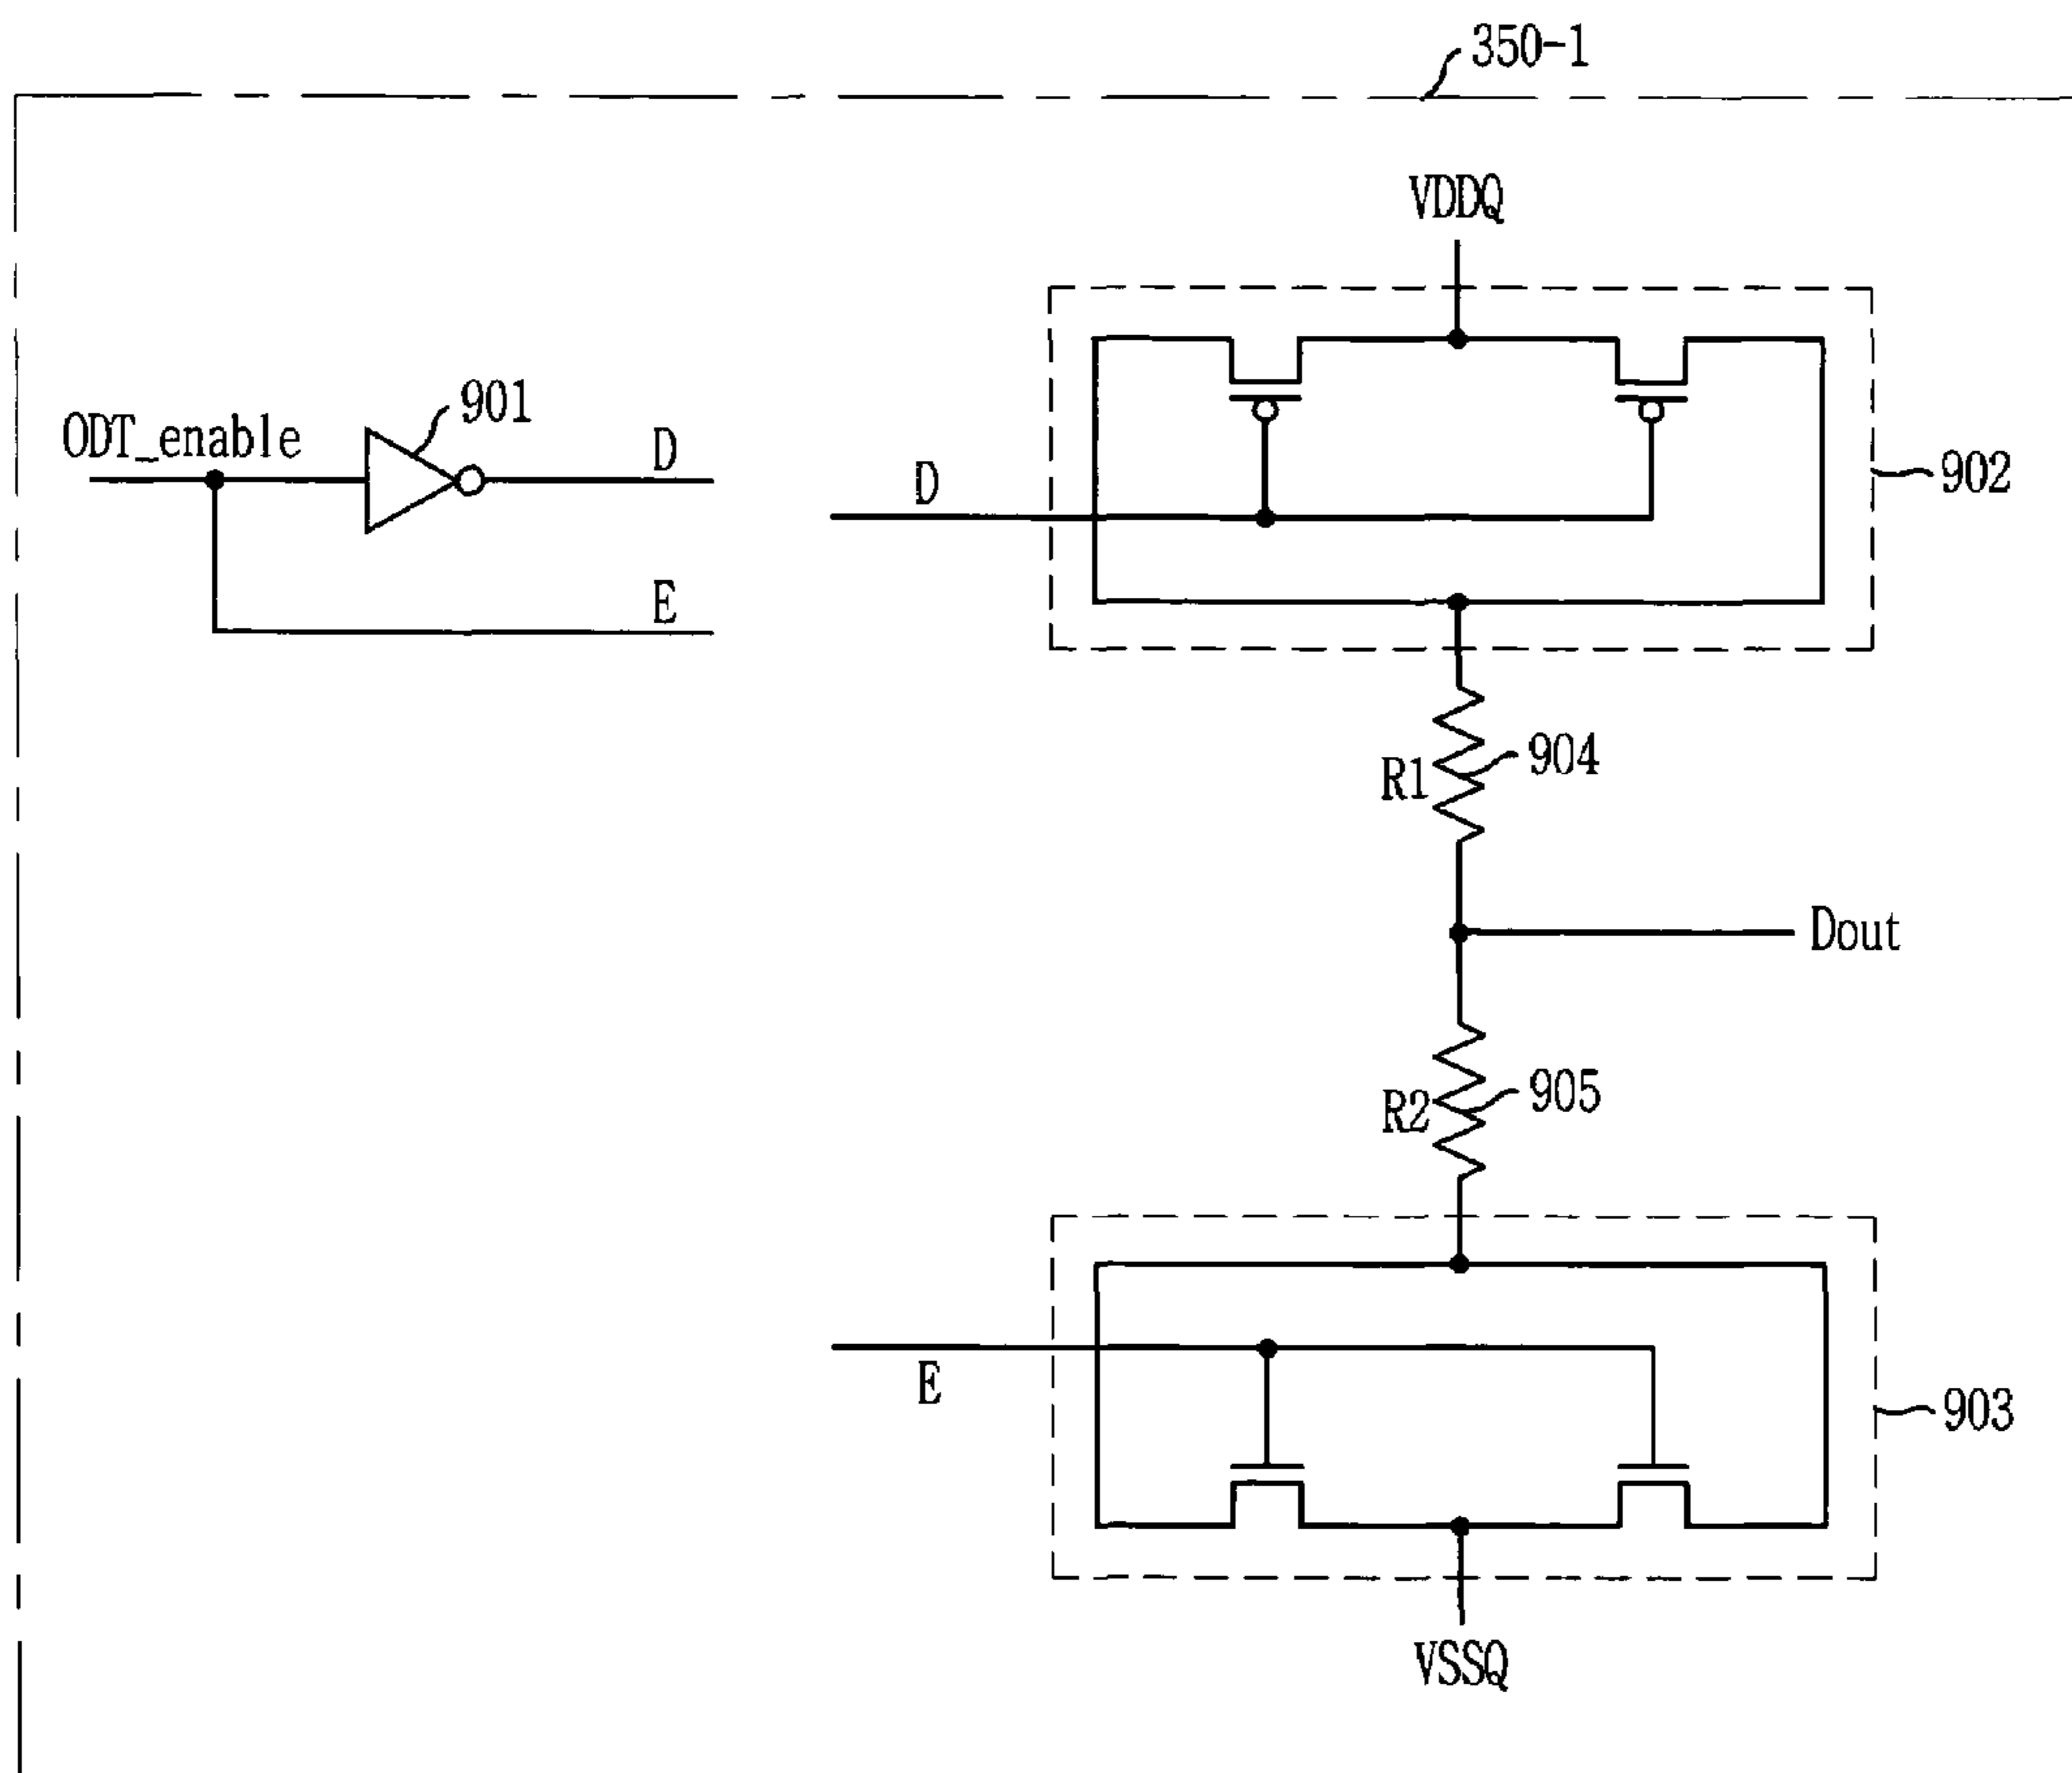 350-1
VDDQ
901
ODT_enable
D
D
902
E
904
R1
Dout
905
R2
E
903
VSSQ